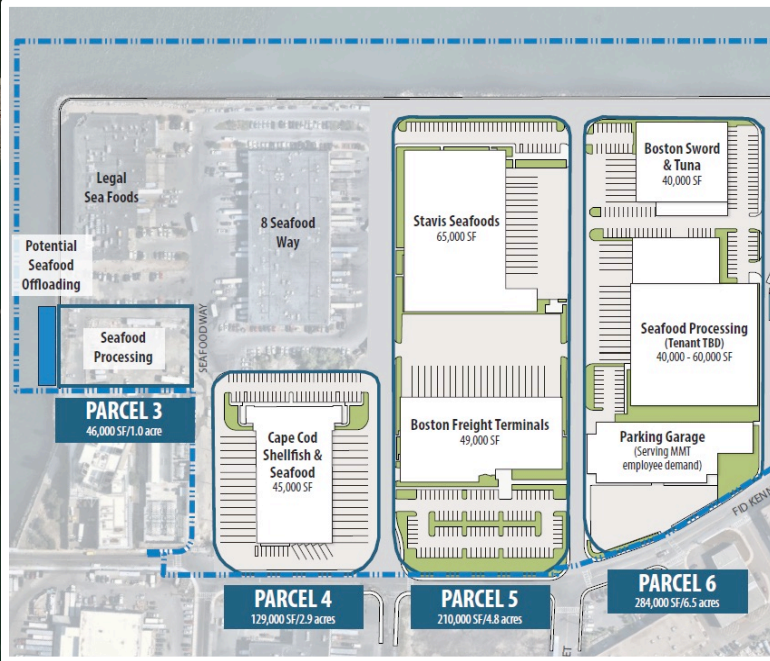 Legal
Sea Foods
8 Seafood
Way
Potential
Seafood
Offloading
Seafood
Processing
SEAFOOD WAY
PARCEL 3
46,000 SF/1.0 acre
Cape Cod
Shellfish &
Seafood
45,000 SF
PARCEL 4
129,000 SF/2.9 acres
Stavis Seafoods
65,000 SF
Boston Freight Terminals
49,000 SF
PARCEL 5
210,000 SF/4.8 acres
Boston Sword
& Tuna
40,000 SF
Seafood Processing
(Tenant TBD)
40,000 - 60,000 SF
Parking Garage
(Serving MMT
employee demand)
FID KENN
PARCEL 6
284,000 SF/6.5 acres
ET